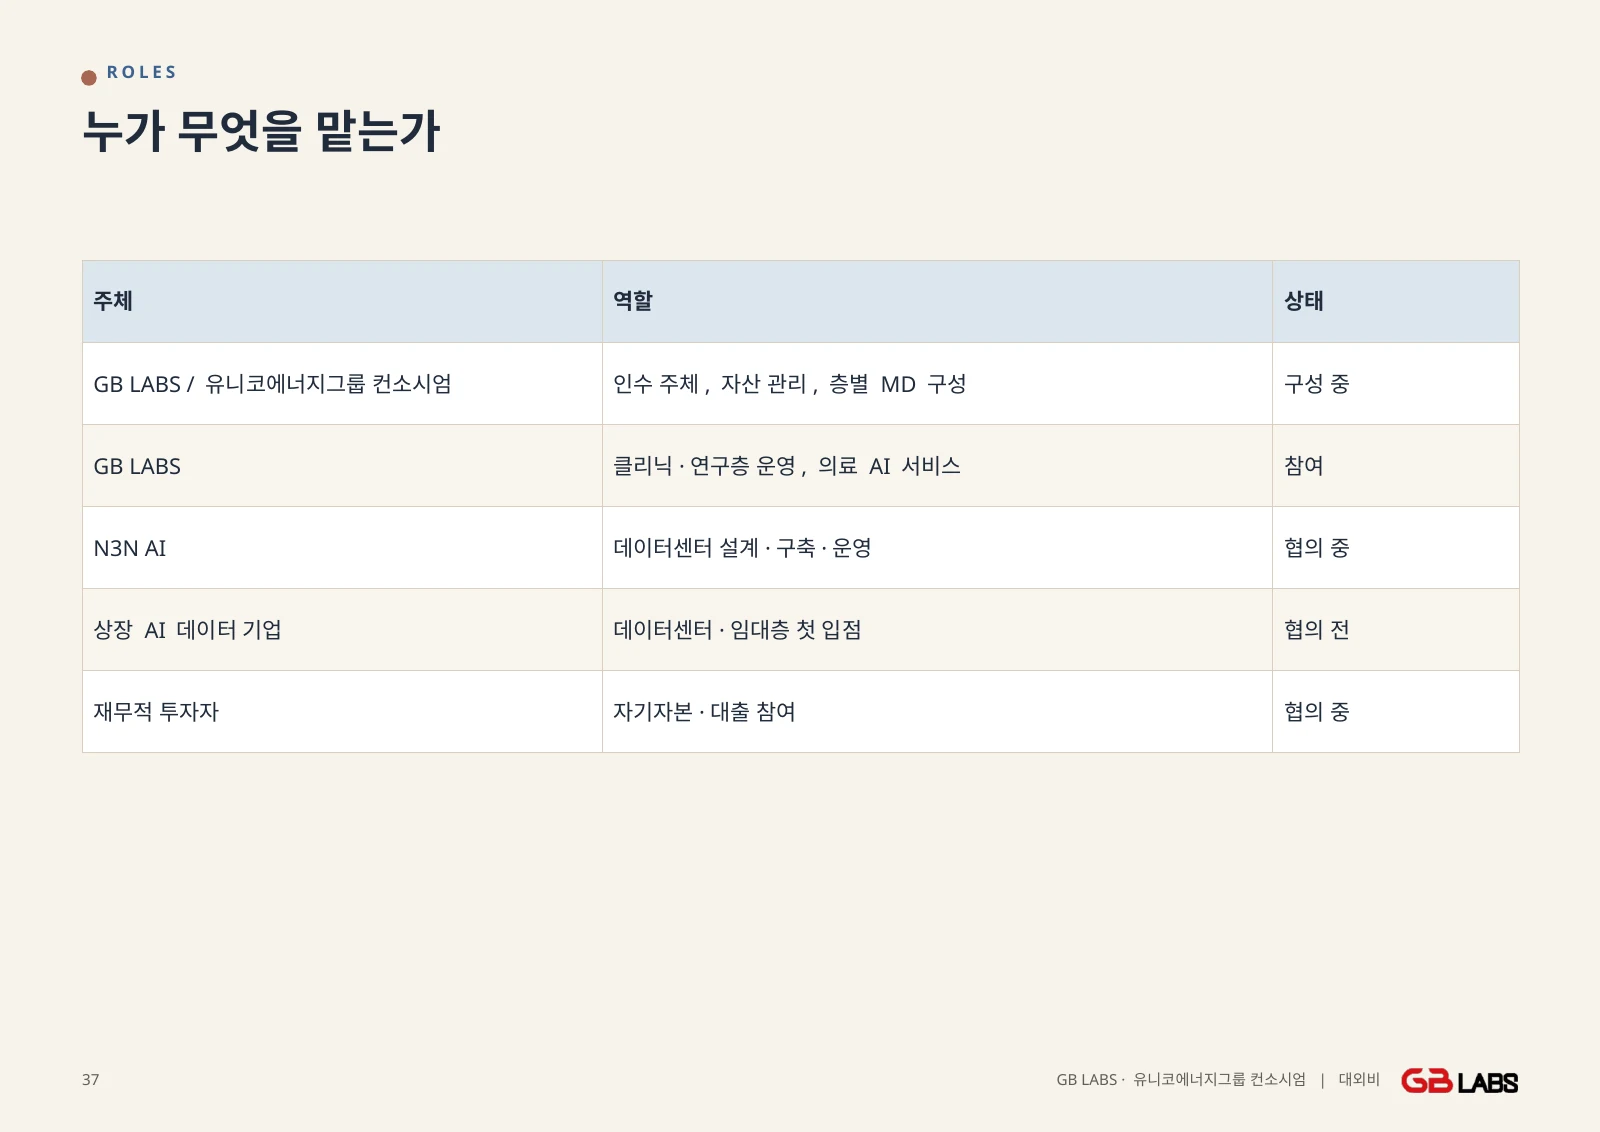 ROLES
누가 무엇을 맡는가
주체 역할 상태
GB LABS / 유니코에너지그룹 컨소시엄 인수 주체 , 자산 관리 , 층별 MD 구성 구성 중
GB LABS 클리닉 · 연구층 운영 , 의료 AI 서비스 참여
N3N AI 데이터센터 설계 · 구축 · 운영 협의 중
상장 AI 데이터 기업 데이터센터 · 임대층 첫 입점 협의 전
재무적 투자자 자기자본 · 대출 참여 협의 중
37 GB LABS · 유니코에너지그룹 컨소시엄 | 대외비 GB LABS